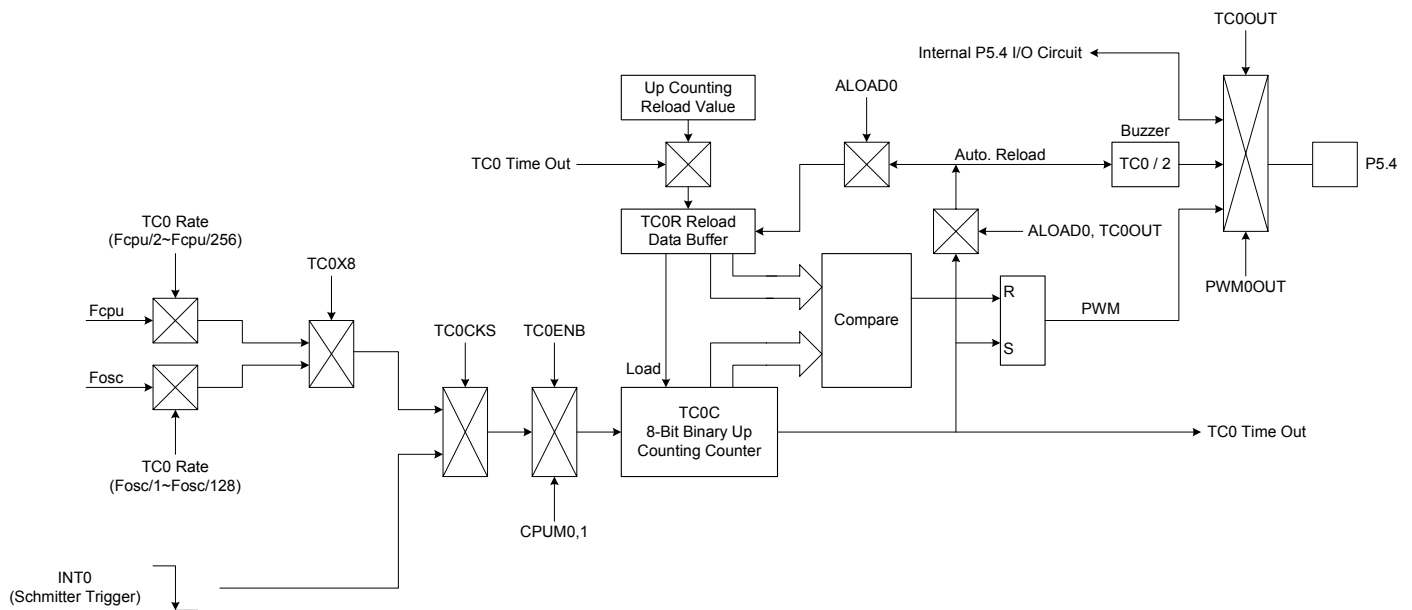 TC0OUT
Internal P5.4 I/O Circuit
Up Counting
Reload Value
ALOAD0
Buzzer
TC0 Time Out
Auto. Reload
TC0 / 2
P5.4
TC0 Rate
(Fcpu/2~Fcpu/256)
TC0R Reload
Data Buffer
ALOAD0, TC0OUT
TC0X8
PWM0OUT
Fcpu
R
PWM
Compare
TC0CKS
TC0ENB
S
Fosc
Load
TC0C
8-Bit Binary Up
Counting Counter
TC0 Time Out
TC0 Rate
(Fosc/1~Fosc/128)
CPUM0,1
INT0
(Schmitter Trigger)